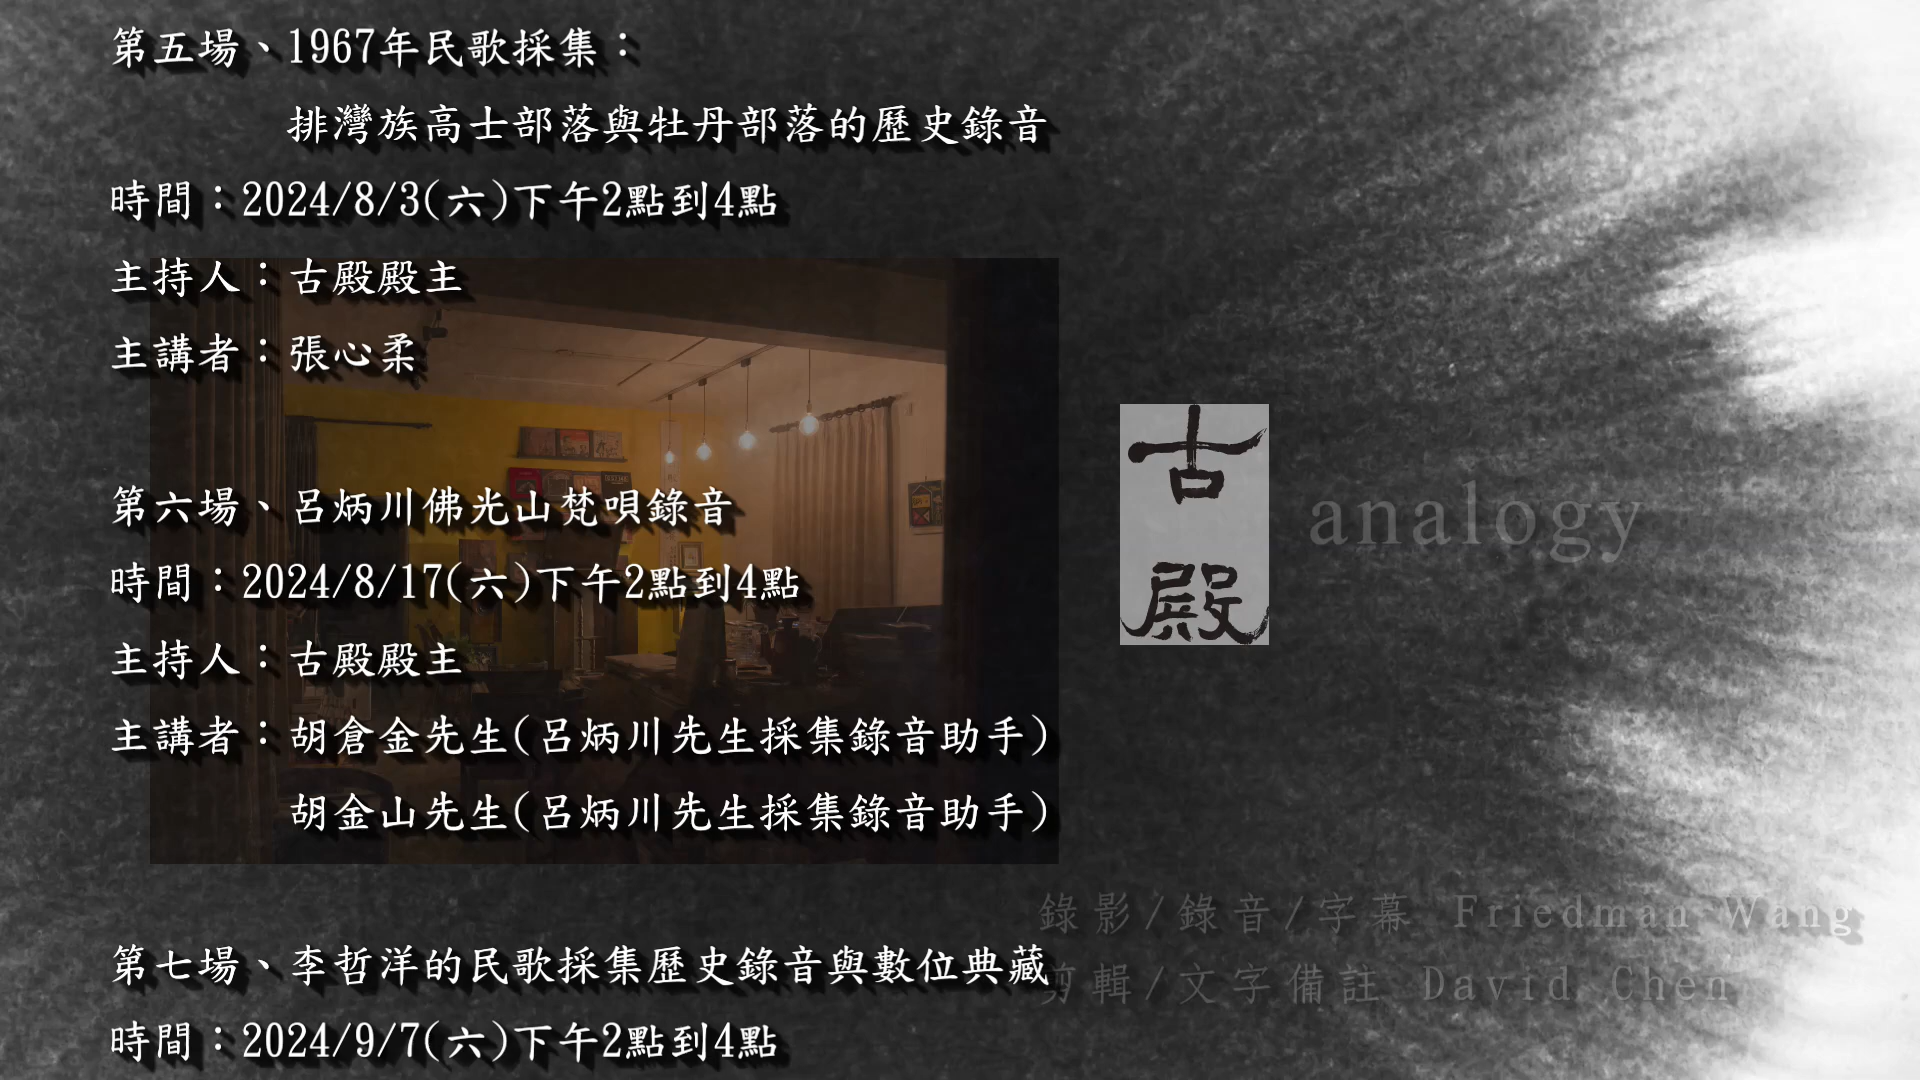 第五場、1967年民歌採集：
排灣族高士部落與牡丹部落的歷史錄音
時間：2024/8/3(六)下午2點到4點
主持人：古殿殿主
主講者：張心柔
第六場、呂炳川佛光山梵唄錄音
時間：2024/8/17(六)下午2點到4點
主持人：古殿殿主
主講者：胡倉金先生(呂炳川先生採集錄音助手)
胡金山先生(呂炳川先生採集錄音助手)
第七場、李哲洋的民歌採集歷史錄音與數位典藏
時間：2024/9/7(六)下午2點到4點
古殿
analogy
錄影/錄音/字幕 Friedman Wang
剪輯/文字備註 David Chen